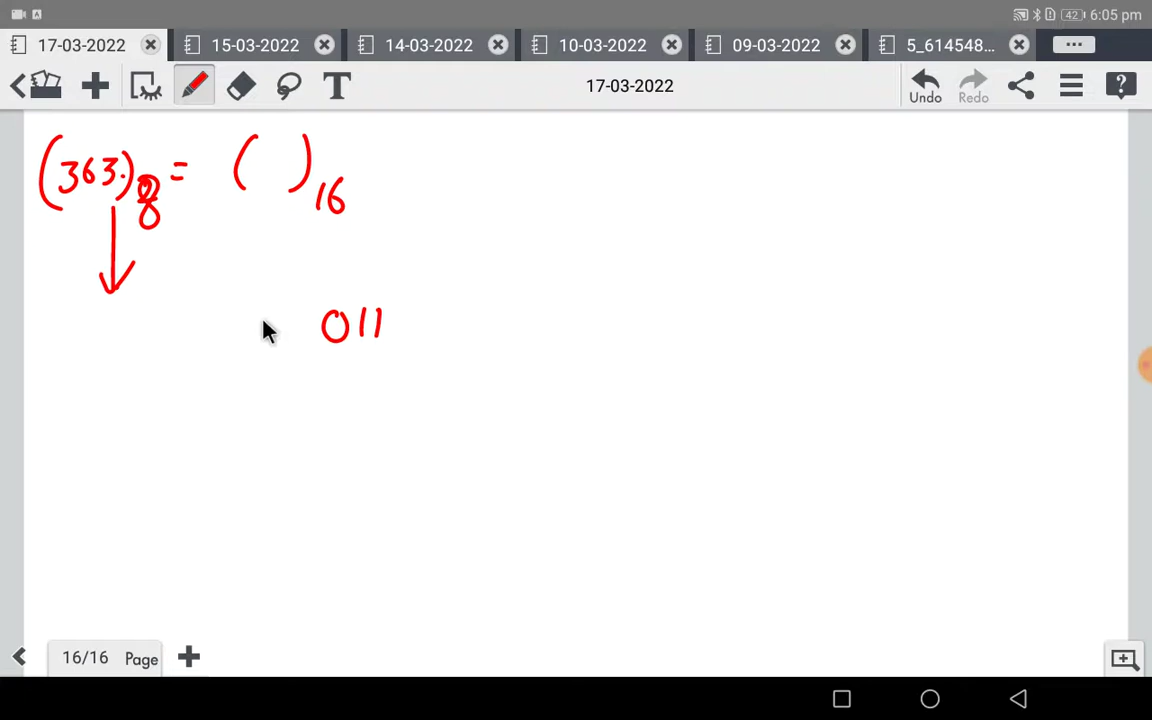 42 6:05 pm
17-03-2022 15-03-2022 14-03-2022 10-03-2022 09-03-2022 5_614548... ...
T 17-03-2022 Undo Redo ?
(363.)8 = ( )16
011
16/16 Page